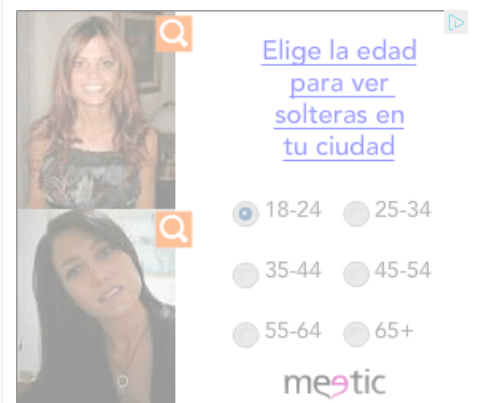 Elige la edad
para ver
solteras en
tu ciudad
18-24 25-34
35-44 45-54
55-64 65+
meetic